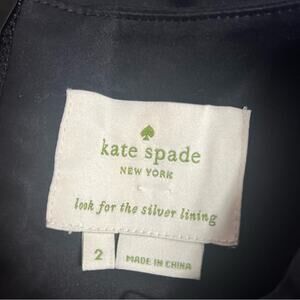 kate spade
NEW YORK
look for the silver lining
2
MADE IN CHINA